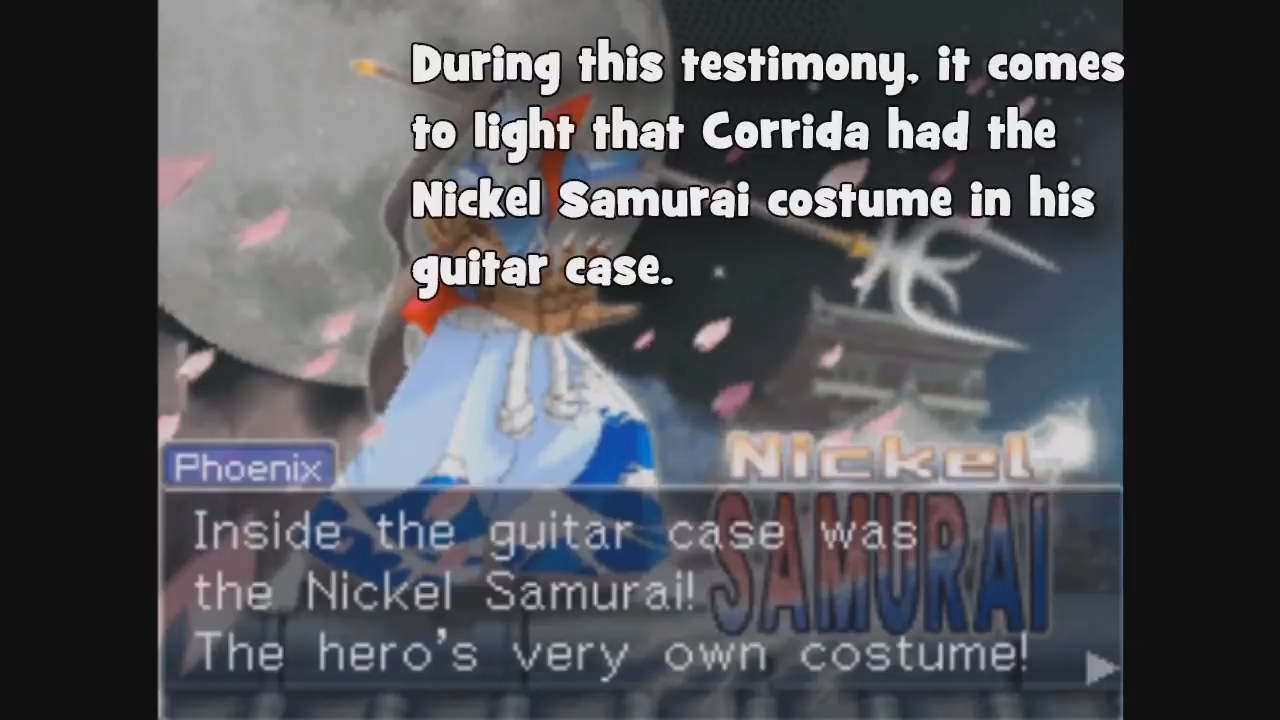 During this testimony, it comes
to light that Corrida had the
Nickel Samurai costume in his
guitar case.
Nickel
SAMURAI
Phoenix
Inside the guitar case was
the Nickel Samurai!
The hero's very own costume!